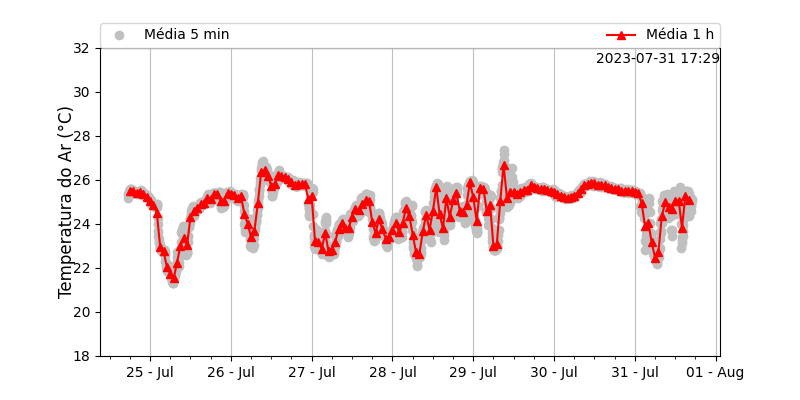 Média 5 min
Média 1 h
2023-07-31 17:29
Temperatura do Ar (°C)
32
30
28
26
24
22
20
18
25 - Jul
26 - Jul
27 - Jul
28 - Jul
29 - Jul
30 - Jul
31 - Jul
01 - Aug